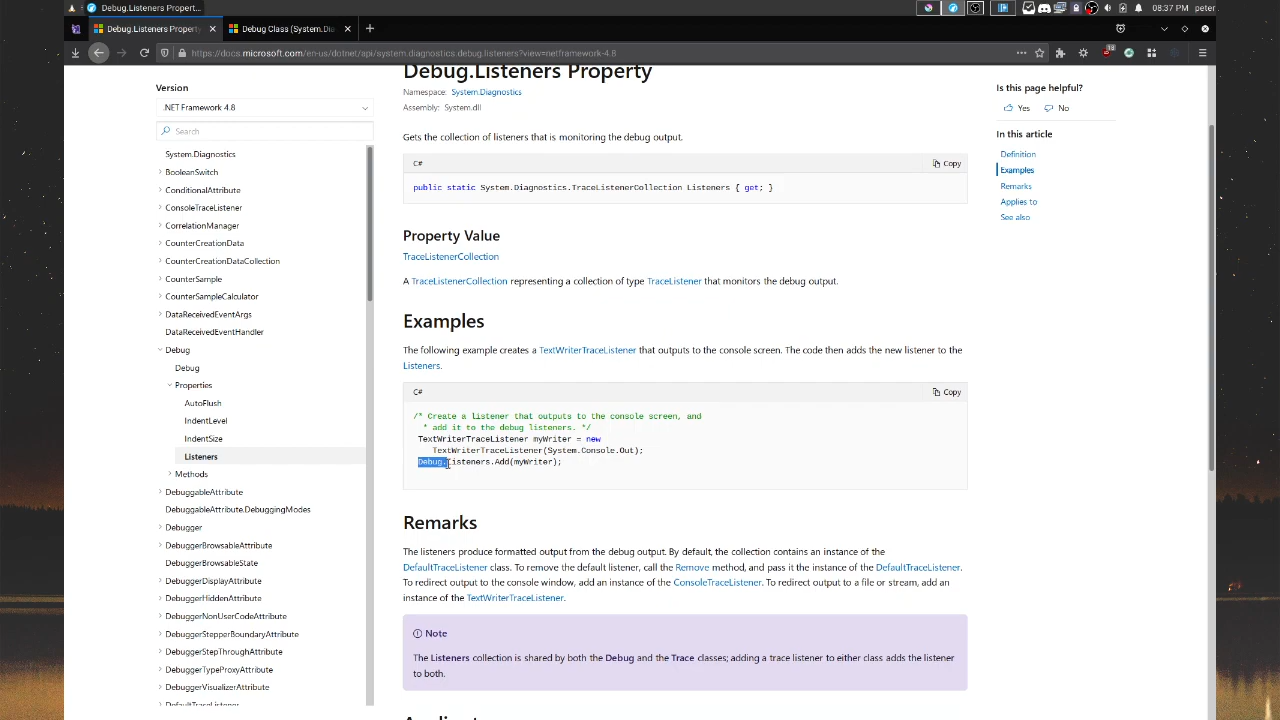 Debug.Listeners Propert...
08:37 PM
peter
Debug.Listeners Property
Debug Class (System.Dia
https://docs.microsoft.com/en-us/dotnet/api/system.diagnostics.debug.listeners?view=netframework-4.8
18
Version
.NET Framework 4.8
Search
System.Diagnostics
BooleanSwitch
ConditionalAttribute
ConsoleTraceListener
CorrelationManager
CounterCreationData
CounterCreationDataCollection
CounterSample
CounterSampleCalculator
DataReceivedEventArgs
DataReceivedEventHandler
Debug
Debug
Properties
AutoFlush
IndentLevel
IndentSize
Listeners
Methods
DebuggableAttribute
DebuggableAttribute.DebuggingModes
Debugger
DebuggerBrowsableAttribute
DebuggerBrowsableState
DebuggerDisplayAttribute
DebuggerHiddenAttribute
DebuggerNonUserCodeAttribute
DebuggerStepperBoundaryAttribute
DebuggerStepThroughAttribute
DebuggerTypeProxyAttribute
DebuggerVisualizerAttribute
DefaultTraceListener
Debug.Listeners Property
Namespace: System.Diagnostics
Assembly: System.dll
Gets the collection of listeners that is monitoring the debug output.
C#
Copy
public static System.Diagnostics.TraceListenerCollection Listeners { get; }
Property Value
TraceListenerCollection
A TraceListenerCollection representing a collection of type TraceListener that monitors the debug output.
Examples
The following example creates a TextWriterTraceListener that outputs to the console screen. The code then adds the new listener to the
Listeners.
C#
Copy
/* Create a listener that outputs to the console screen, and
* add it to the debug listeners. */
TextWriterTraceListener myWriter = new
TextWriterTraceListener(System.Console.Out);
Debug.Listeners.Add(myWriter);
Remarks
The listeners produce formatted output from the debug output. By default, the collection contains an instance of the
DefaultTraceListener class. To remove the default listener, call the Remove method, and pass it the instance of the DefaultTraceListener.
To redirect output to the console window, add an instance of the ConsoleTraceListener. To redirect output to a file or stream, add an
instance of the TextWriterTraceListener.
Note
The Listeners collection is shared by both the Debug and the Trace classes; adding a trace listener to either class adds the listener
to both.
Is this page helpful?
Yes
No
In this article
Definition
Examples
Remarks
Applies to
See also